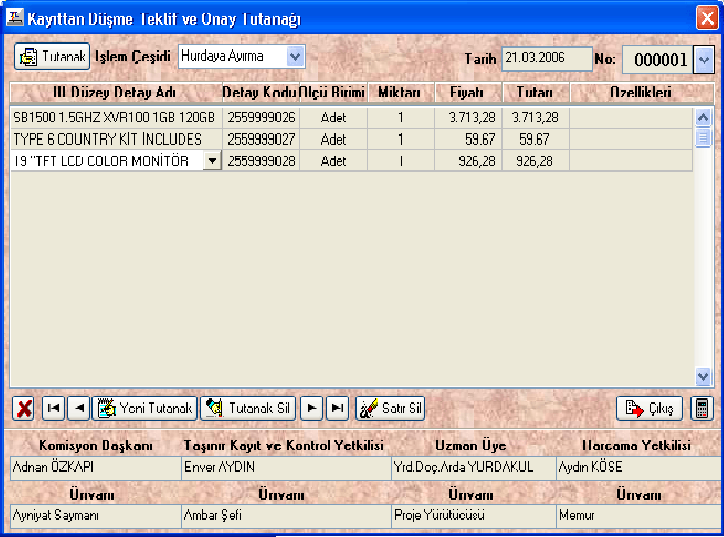 Kayıttan Düşme Teklif ve Onay Tutanağı
Tutanak İşlem Çeşidi Hurdaya Ayırma Tarih 21.03.2006 No: 000001
III.Düzey Detay Adı Detay Kodu Ölçü Birimi Miktarı Fiyatı Tutarı Özellikleri
SB1500 1.5GHZ XVR100 1GB 120GB 2559999026 Adet 1 3.713,28 3.713,28
TYPE 6 COUNTRY KİT İNCLUDES 2559999027 Adet 1 59,67 59,67
19 "TFT LCD COLOR MONİTÖR 2559999028 Adet 1 926,28 926,28
Yeni Tutanak Tutanak Sil Satır Sil Çıkış
Komisyon Başkanı Taşınır Kayıt ve Kontrol Yetkilisi Uzman Üye Harcama Yetkilisi
Adnan ÖZKAPI Enver AYDIN Yrd.Doç.Arda YURDAKUL Aydın KÖSE
Ünvanı Ünvanı Ünvanı Ünvanı
Ayniyat Saymanı Ambar Şefi Proje Yürütücüsü Memur